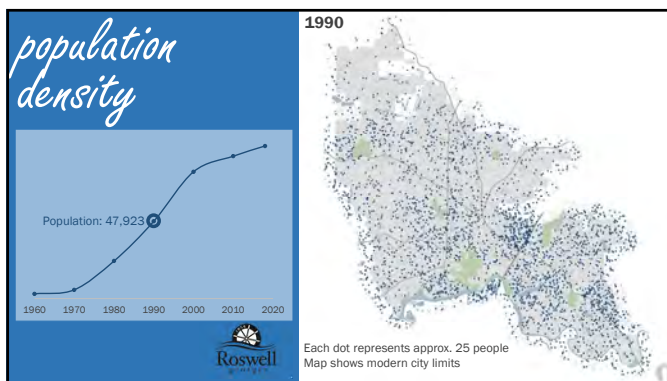 population
density
Population: 47,923
1960 1970 1980 1990 2000 2010 2020
Roswell
georgia
1990
Each dot represents approx. 25 people
Map shows modern city limits